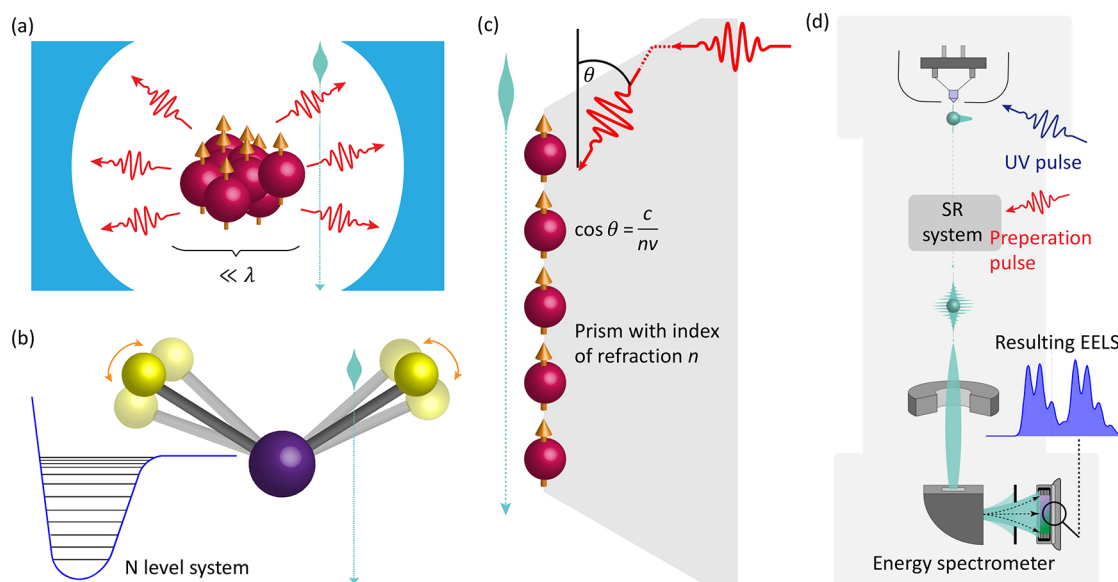 (a)
≪ λ
(b)
N level system
(c)
θ
cos θ = c/nv
Prism with index
of refraction n
(d)
UV pulse
SR
system
Preperation
pulse
Resulting EELS
Energy spectrometer